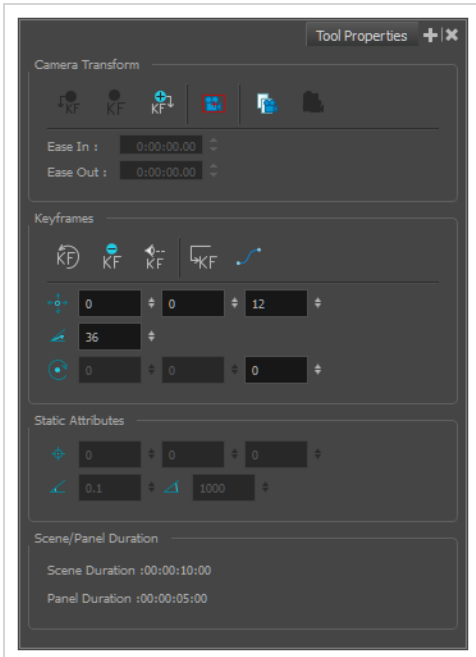 Tool Properties
Camera Transform
KF KF KF
Ease In : 0:00:00.00
Ease Out : 0:00:00.00
Keyframes
KF KF KF KF
0 0 12
36
0 0 0
Static Attributes
0 0 0
0.1 1000
Scene/Panel Duration
Scene Duration :00:00:10:00
Panel Duration :00:00:05:00